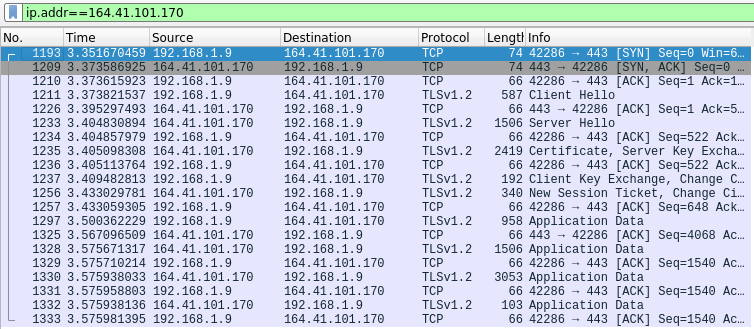 ip.addr==164.41.101.170
No. Time Source Destination Protocol Lengtl Info
1193 3.351670459 192.168.1.9 164.41.101.170 TCP 74 42286 → 443 [SYN] Seq=0 Win=6…
1209 3.373586925 164.41.101.170 192.168.1.9 TCP 74 443 → 42286 [SYN, ACK] Seq=0 …
1210 3.373615923 192.168.1.9 164.41.101.170 TCP 66 42286 → 443 [ACK] Seq=1 Ack=1…
1211 3.373821537 192.168.1.9 164.41.101.170 TLSv1.2 587 Client Hello
1226 3.395297493 192.168.1.9 164.41.101.170 TCP 66 42286 → 443 [ACK] Seq=1 Ack=5…
1233 3.404830894 164.41.101.170 192.168.1.9 TLSv1.2 1506 Server Hello
1234 3.404857979 192.168.1.9 164.41.101.170 TCP 66 42286 → 443 [ACK] Seq=522 Ack…
1235 3.405098308 164.41.101.170 192.168.1.9 TLSv1.2 2419 Certificate, Server Key Excha…
1236 3.405113764 192.168.1.9 164.41.101.170 TCP 66 42286 → 443 [ACK] Seq=522 Ack…
1237 3.409482813 192.168.1.9 164.41.101.170 TLSv1.2 192 Client Key Exchange, Change C…
1256 3.433029781 164.41.101.170 192.168.1.9 TLSv1.2 340 New Session Ticket, Change Ci…
1257 3.433059305 192.168.1.9 164.41.101.170 TCP 66 42286 → 443 [ACK] Seq=648 Ack…
1297 3.500362229 192.168.1.9 164.41.101.170 TLSv1.2 958 Application Data
1325 3.567096509 164.41.101.170 192.168.1.9 TCP 66 443 → 42286 [ACK] Seq=4068 Ac…
1328 3.575671317 164.41.101.170 192.168.1.9 TLSv1.2 1506 Application Data
1329 3.575710214 192.168.1.9 164.41.101.170 TCP 66 42286 → 443 [ACK] Seq=1540 Ac…
1330 3.575938033 164.41.101.170 192.168.1.9 TLSv1.2 3053 Application Data
1331 3.575958803 192.168.1.9 164.41.101.170 TCP 66 42286 → 443 [ACK] Seq=1540 Ac…
1332 3.575938136 164.41.101.170 192.168.1.9 TLSv1.2 103 Application Data
1333 3.575981395 192.168.1.9 164.41.101.170 TCP 66 42286 → 443 [ACK] Seq=1540 Ac…